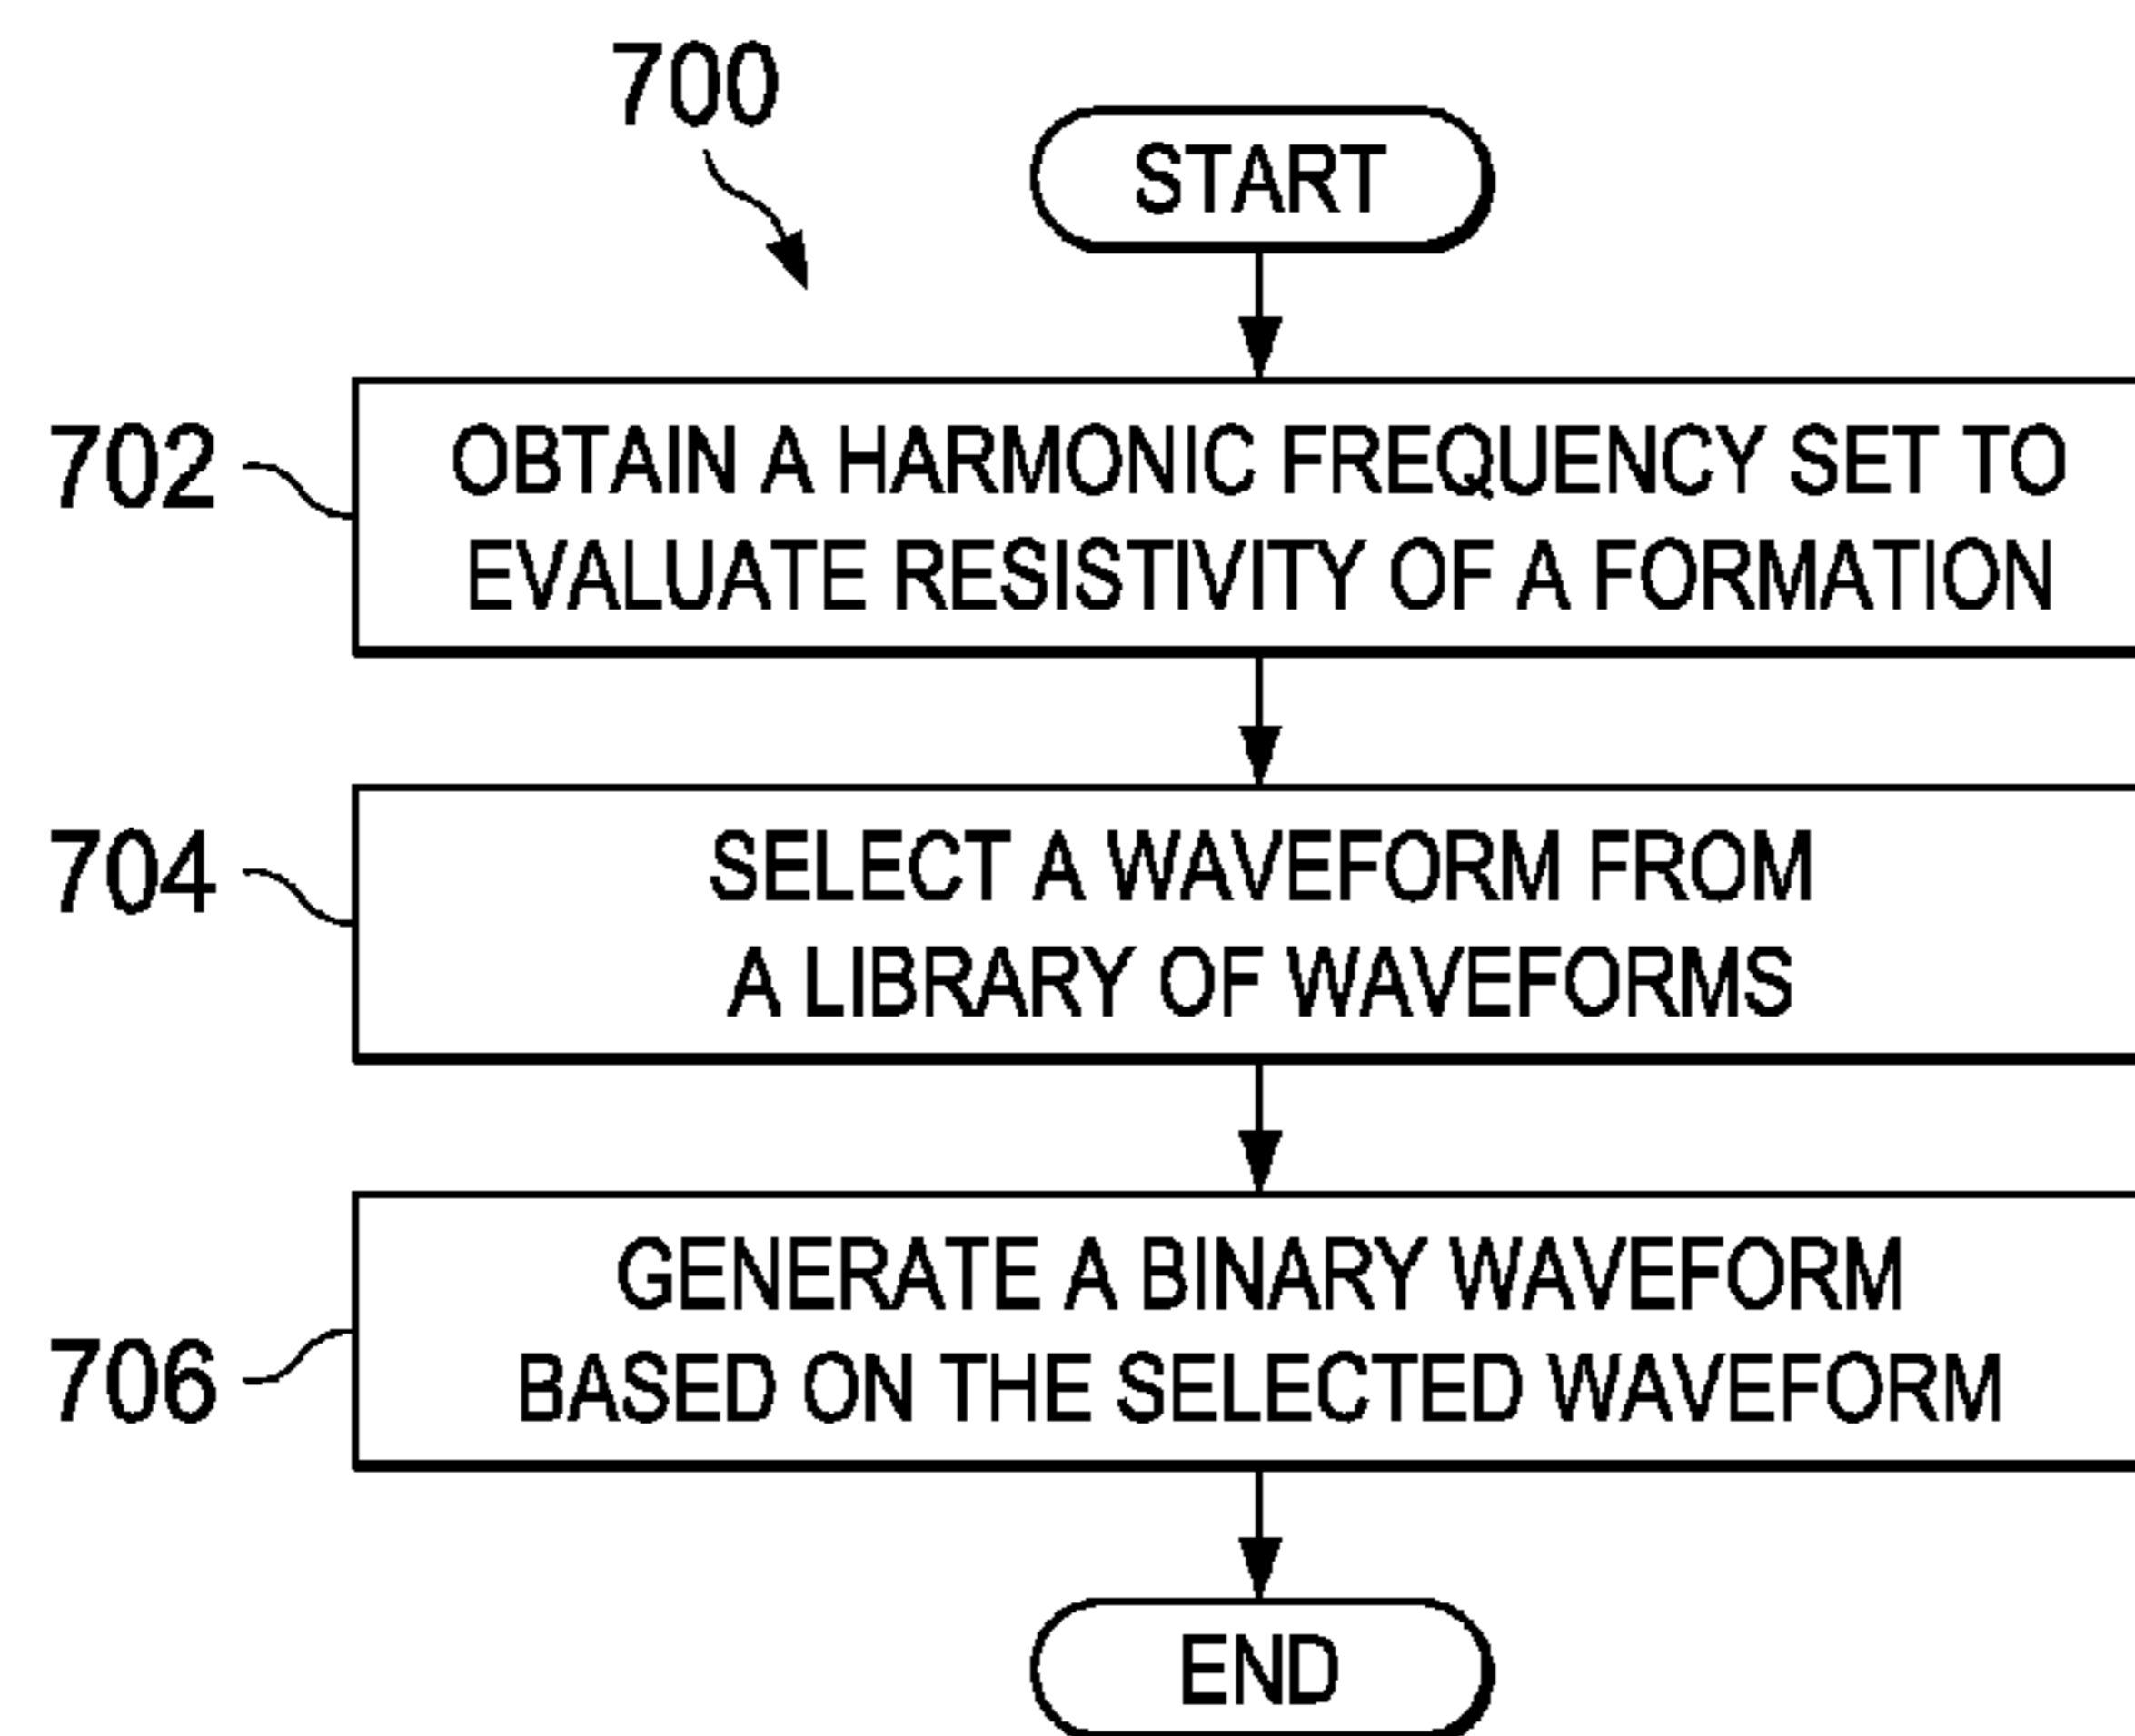 700
START
702
OBTAIN A HARMONIC FREQUENCY SET TO
EVALUATE RESISTIVITY OF A FORMATION
704
SELECT A WAVEFORM FROM
A LIBRARY OF WAVEFORMS
706
GENERATE A BINARY WAVEFORM
BASED ON THE SELECTED WAVEFORM
END